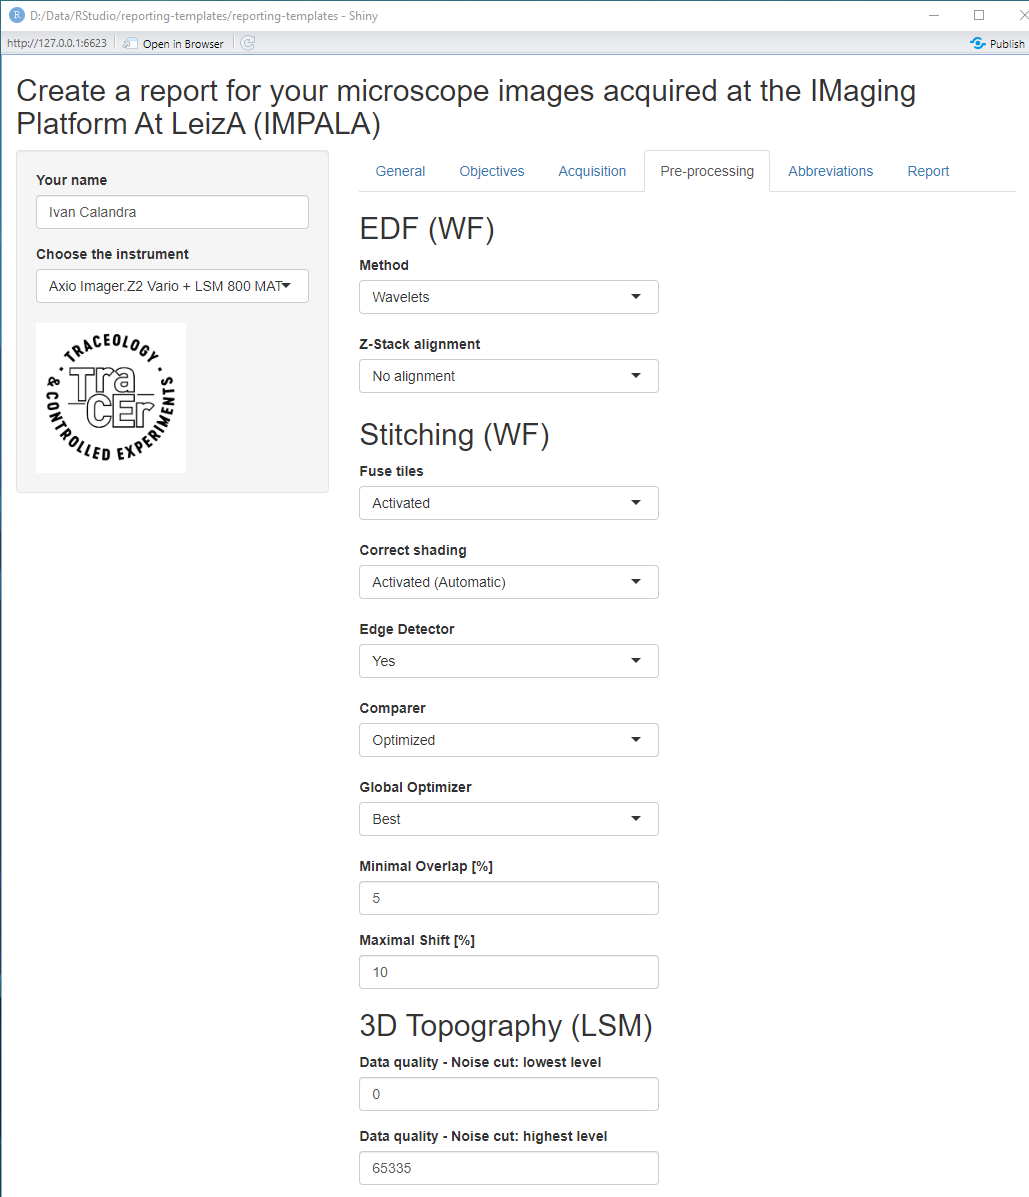 D:/Data/RStudio/reporting-templates/reporting-templates - Shiny
http://127.0.0.1:6623 Open in Browser Publish
Create a report for your microscope images acquired at the IMaging
Platform At LeizA (IMPALA)
Your name
Ivan Calandra
Choose the instrument
Axio Imager.Z2 Vario + LSM 800 MAT
· TRACEOLOGY ·
TraCEr
& CONTROLLED EXPERIMENTS
General Objectives Acquisition Pre-processing Abbreviations Report
EDF (WF)
Method
Wavelets
Z-Stack alignment
No alignment
Stitching (WF)
Fuse tiles
Activated
Correct shading
Activated (Automatic)
Edge Detector
Yes
Comparer
Optimized
Global Optimizer
Best
Minimal Overlap [%]
5
Maximal Shift [%]
10
3D Topography (LSM)
Data quality - Noise cut: lowest level
0
Data quality - Noise cut: highest level
65335